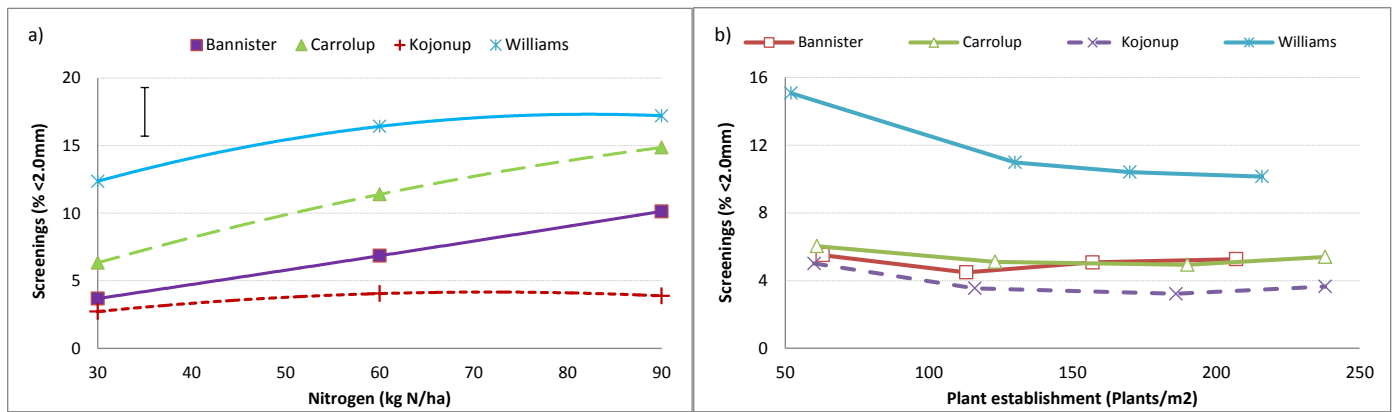 a)
Bannister Carrolup Kojonup Williams
Screenings (% <2.0mm)
20
15
10
5
0
30 40 50 60 70 80 90
Nitrogen (kg N/ha)
b)
Bannister Carrolup Kojonup Williams
Screenings (% <2.0mm)
16
12
8
4
0
50 100 150 200 250
Plant establishment (Plants/m2)